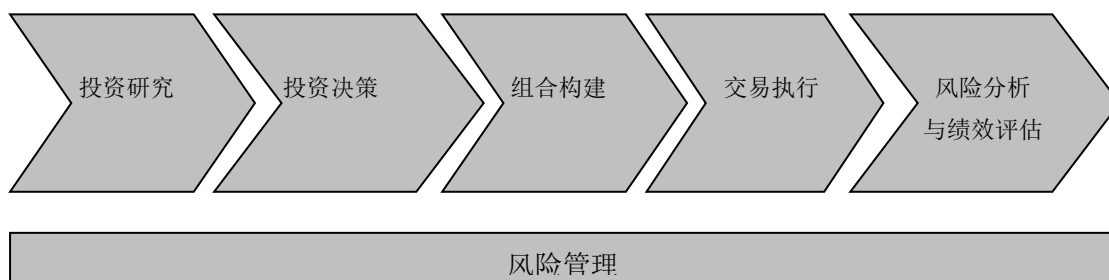 投资研究
投资决策
组合构建
交易执行
风险分析
与绩效评估
风险管理